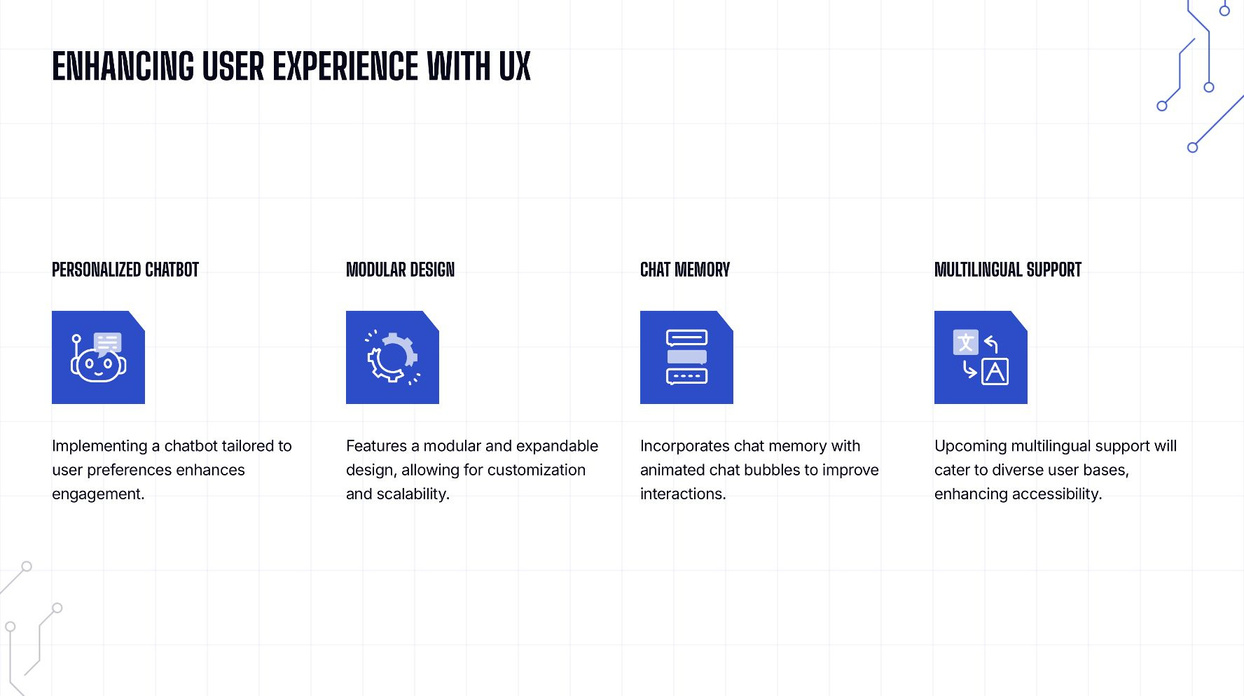 ENHANCING USER EXPERIENCE WITH UX
PERSONALIZED CHATBOT
Implementing a chatbot tailored to
user preferences enhances
engagement.
MODULAR DESIGN
Features a modular and expandable
design, allowing for customization
and scalability.
CHAT MEMORY
Incorporates chat memory with
animated chat bubbles to improve
interactions.
MULTILINGUAL SUPPORT
文
A
Upcoming multilingual support will
cater to diverse user bases,
enhancing accessibility.